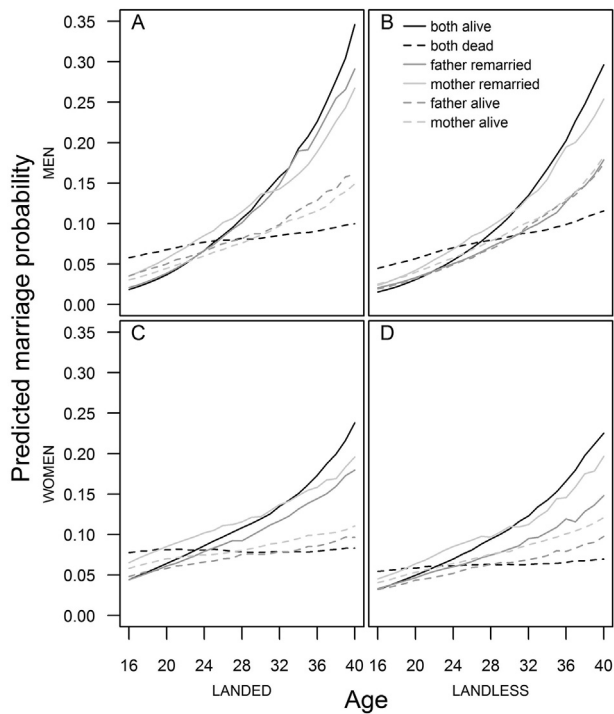 A
B
both alive
both dead
father remarried
mother remarried
father alive
mother alive
0.35
0.30
0.25
0.20
0.15
0.10
0.05
0.00
MEN
Predicted marriage probability
C
D
0.35
0.30
0.25
0.20
0.15
0.10
0.05
0.00
WOMEN
16 20 24 28 32 36 40
16 20 24 28 32 36 40
LANDED
Age
LANDLESS